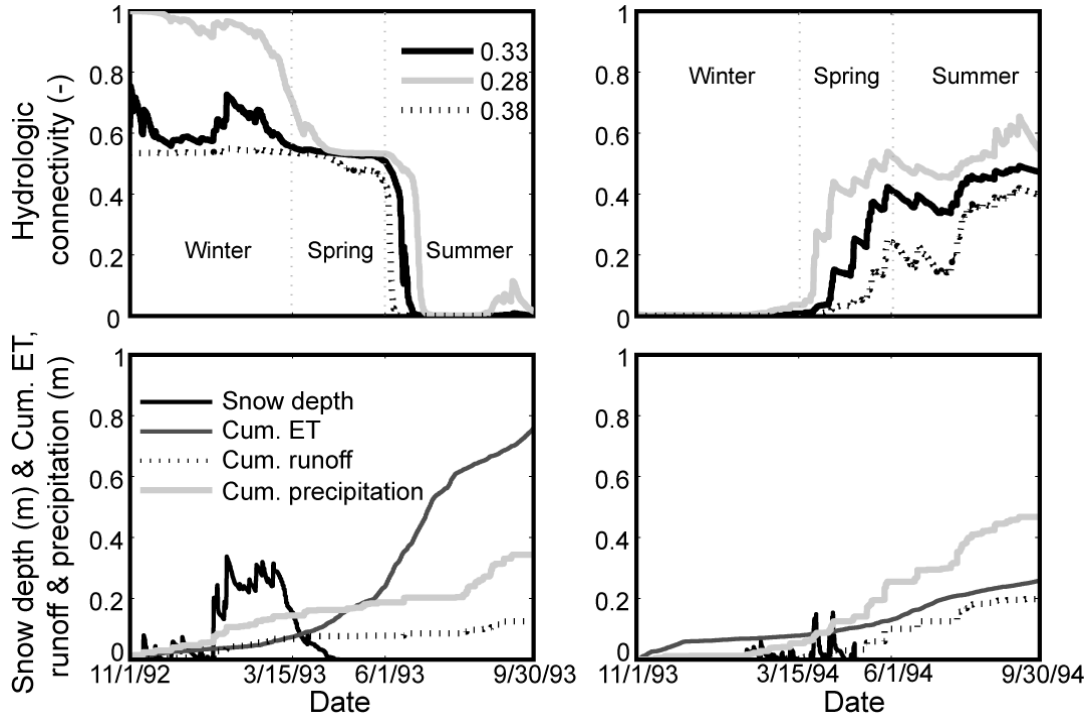 Hydrologic
connectivity (-)
1
0.8
0.6
0.4
0.2
0
0.33
0.28
0.38
Winter
Spring
Summer
1
0.8
0.6
0.4
0.2
0
Winter
Spring
Summer
Snow depth (m) & Cum. ET,
runoff & precipitation (m)
1
0.8
0.6
0.4
0.2
0
Snow depth
Cum. ET
Cum. runoff
Cum. precipitation
11/1/92
3/15/93
6/1/93
9/30/93
Date
1
0.8
0.6
0.4
0.2
0
11/1/93
3/15/94
6/1/94
9/30/94
Date